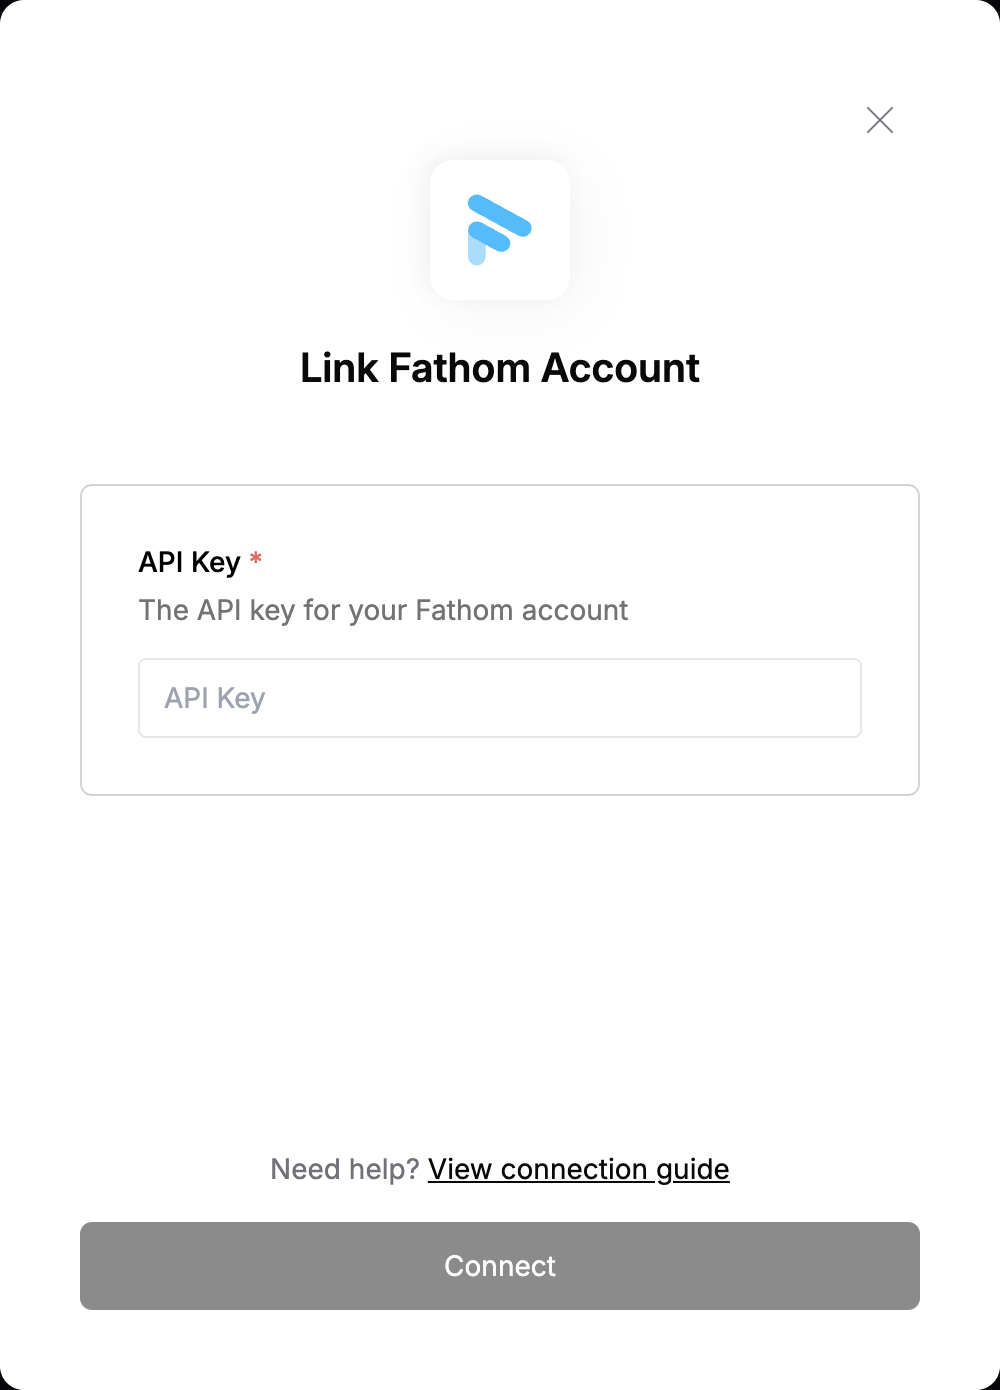 Link Fathom Account
API Key *
The API key for your Fathom account
API Key
Need help? View connection guide
Connect